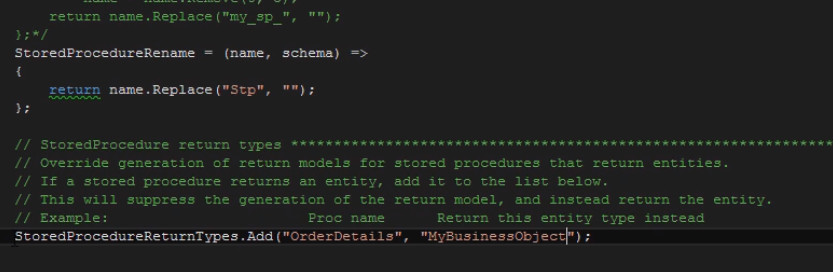 return name.Replace("my_sp_", "");
};*/
StoredProcedureRename = (name, schema) =>
{
return name.Replace("Stp", "");
};
// StoredProcedure return types **************************************************************
// Override generation of return models for stored procedures that return entities.
// If a stored procedure returns an entity, add it to the list below.
// This will suppress the generation of the return model, and instead return the entity.
// Example: Proc name Return this entity type instead
StoredProcedureReturnTypes.Add("OrderDetails", "MyBusinessObject");